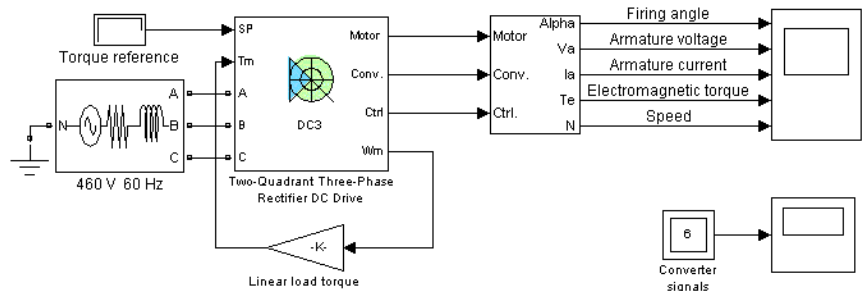 Torque reference
N
A
B
C
460 V 60 Hz
SP
Tm
A
B
C
Motor
Conv.
Ctrl
Wm
DC3
Two-Quadrant Three-Phase
Rectifier DC Drive
-K-
Linear load torque
Motor
Conv.
Ctrl.
Alpha
Va
Ia
Te
N
Firing angle
Armature voltage
Armature current
Electromagnetic torque
Speed
6
Converter
signals